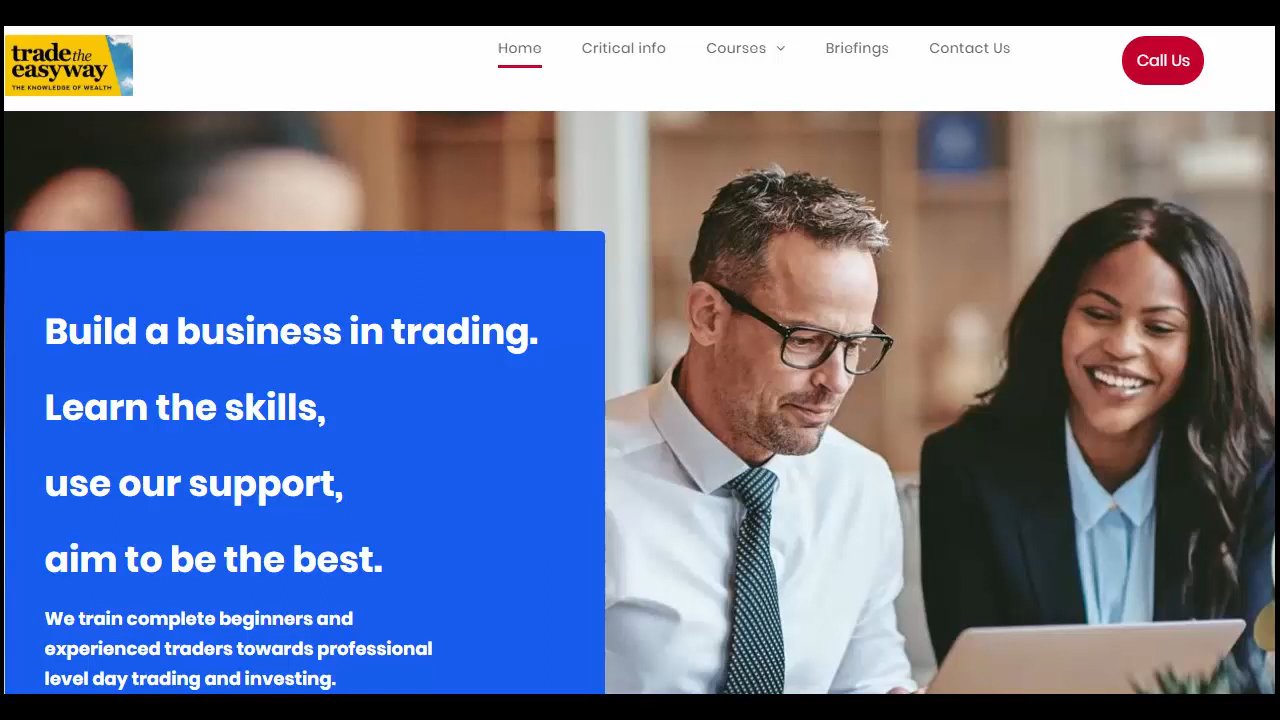 trade the
easyway
THE KNOWLEDGE OF WEALTH
Home
Critical info
Courses
Briefings
Contact Us
Call Us
Build a business in trading.
Learn the skills,
use our support,
aim to be the best.
We train complete beginners and
experienced traders towards professional
level day trading and investing.